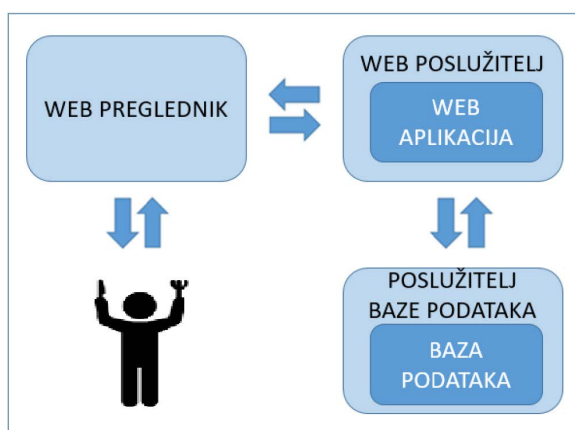 WEB PREGLEDNIK
WEB POSLUŽITELJ
WEB
APLIKACIJA
POSLUŽITELJ
BAZE PODATAKA
BAZA
PODATAKA